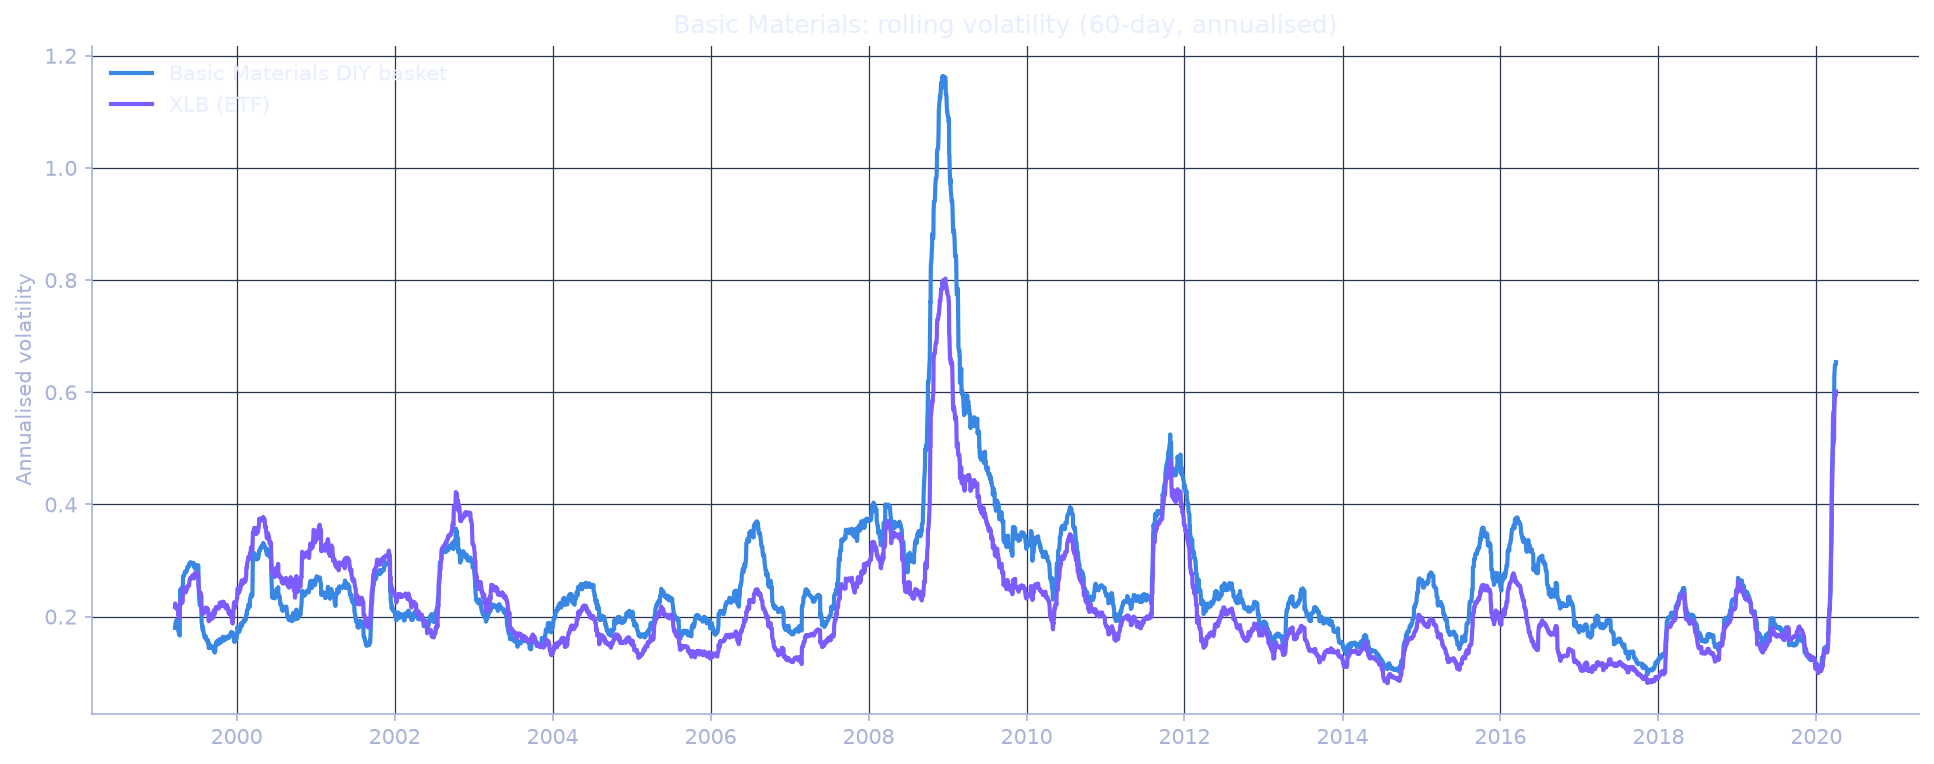 Basic Materials: rolling volatility (60-day, annualised)
Basic Materials DIY basket
XLB (ETF)
Annualised volatility
1.2
1.0
0.8
0.6
0.4
0.2
2000 2002 2004 2006 2008 2010 2012 2014 2016 2018 2020